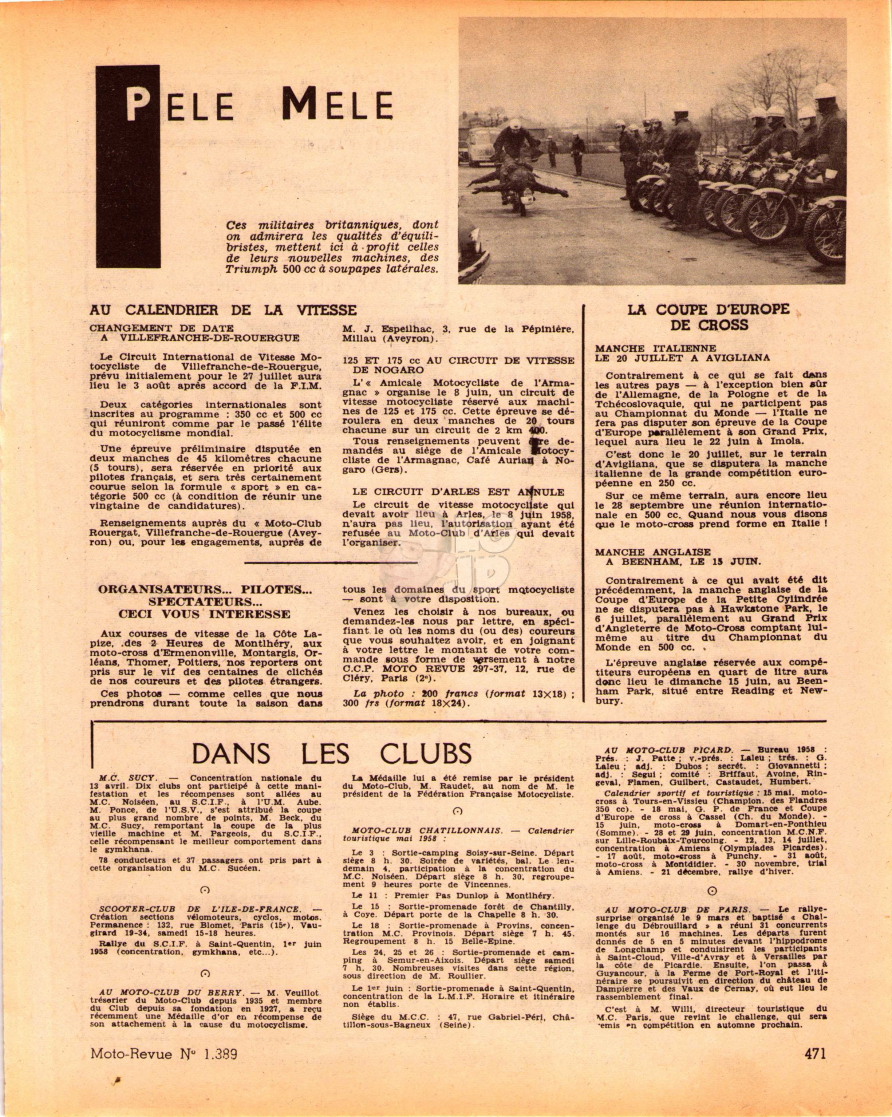 PELE MELE
Ces militaires britanniques, dont
on admirera les qualités d'équili-
bristes, mettent ici à profit celles
de leurs nouvelles machines, des
Triumph 500 cc à soupapes latérales.
AU CALENDRIER DE LA VITESSE
CHANGEMENT DE DATE
A VILLEFRANCHE-DE-ROUERGUE
Le Circuit International de Vitesse Mo-
tocycliste de Villefranche-de-Rouergue,
prévu initialement pour le 27 juillet aura
lieu le 3 août après accord de la F.I.M.
Deux catégories internationales sont
inscrites au programme : 350 cc et 500 cc
qui réuniront comme par le passé l'élite
du motocyclisme mondial.
Une épreuve préliminaire disputée en
deux manches de 45 kilomètres chacune
(5 tours), sera réservée en priorité aux
pilotes français, et sera très certainement
courue selon la formule « sport » en ca-
tégorie 500 cc (à condition de réunir une
vingtaine de candidatures).
Renseignements auprès du « Moto-Club
Rouergat, Villefranche-de-Rouergue (Avey-
ron) ou, pour les engagements, auprès de
M. J. Espeilhac, 3, rue de la Pépinière,
Millau (Aveyron).
125 ET 175 cc AU CIRCUIT DE VITESSE
DE NOGARO
L'« Amicale Motocycliste de l'Arma-
gnac » organise le 8 juin, un circuit de
vitesse motocycliste réservé aux machi-
nes de 125 et 175 cc. Cette épreuve se dé-
roulera en deux manches de 20 tours
chacune sur un circuit de 2 km 400.
Tous renseignements peuvent être de-
mandés au siège de l'Amicale Motocy-
cliste de l'Armagnac, Café Aurian à No-
garo (Gers).
LE CIRCUIT D'ARLES EST ANNULE
Le circuit de vitesse motocycliste qui
devait avoir lieu à Arles, le 8 juin 1958,
n'aura pas lieu, l'autorisation ayant été
refusée au Moto-Club d'Arles qui devait
l'organiser.
ORGANISATEURS... PILOTES...
SPECTATEURS...
CECI VOUS INTERESSE
Aux courses de vitesse de la Côte La-
pize, des 2 Heures de Montlhéry, aux
moto-cross d'Ermenonville, Montargis, Or-
léans, Thomer, Poitiers, nos reporters ont
pris sur le vif des centaines de clichés
de nos coureurs et des pilotes étrangers.
Ces photos — comme celles que nous
prendrons durant toute la saison dans
tous les domaines du sport mqtocycliste
— sont à votre disposition.
Venez les choisir à nos bureaux, ou
demandez-les nous par lettre, en spéci-
fiant le où les noms du (ou des) coureurs
que vous souhaitez avoir, et en joignant
à votre lettre le montant de votre com-
mande sous forme de versement à notre
C.C.P. MOTO REVUE 297-37, 12, rue de
Cléry, Paris (2e).
La photo : 200 francs (format 13X18) ;
300 frs (format 18X24).
LA COUPE D'EUROPE
DE CROSS
MANCHE ITALIENNE
LE 20 JUILLET A AVIGLIANA
Contrairement à ce qui se fait dans
les autres pays — à l'exception bien sûr
de l'Allemagne, de la Pologne et de la
Tchécoslovaquie, qui ne participent pas
au Championnat du Monde — l'Italie ne
fera pas disputer son épreuve de la Coupe
d'Europe parallèlement à son Grand Prix,
lequel aura lieu le 22 juin à Imola.
C'est donc le 20 juillet, sur le terrain
d'Avigliana, que se disputera la manche
italienne de la grande compétition euro-
péenne en 250 cc.
Sur ce même terrain, aura encore lieu
le 28 septembre une réunion internatio-
nale en 500 cc. Quand nous vous disons
que le moto-cross prend forme en Italie !
MANCHE ANGLAISE
A BEENHAM, LE 15 JUIN.
Contrairement à ce qui avait été dit
précédemment, la manche anglaise de la
Coupe d'Europe de la Petite Cylindrée
ne se disputera pas à Hawkstone Park, le
6 juillet, parallèlement au Grand Prix
d'Angleterre de Moto-Cross comptant lui-
même au titre du Championnat du
Monde en 500 cc.
L'épreuve anglaise réservée aux compé-
titeurs européens en quart de litre aura
donc lieu le dimanche 15 juin, au Been-
ham Park, situé entre Reading et New-
bury.
DANS LES CLUBS
M.C. SUCY. — Concentration nationale du
13 avril. Dix clubs ont participé à cette mani-
festation et les récompenses sont allées au
M.C. Noiséen, au S.C.I.F., à l'U.M. Aube.
M. Ponce, de l'U.S.V., s'est attribué la coupe
au plus grand nombre de points, M. Beck, du
M.C. Sucy, remportant la coupe de la plus
vieille machine et M. Fargeois, du S.C.I.F.,
celle récompensant le meilleur comportement dans
le gymkhana.
78 conducteurs et 37 passagers ont pris part à
cette organisation du M.C. Sucéen.
SCOOTER-CLUB DE L'ILE-DE-FRANCE. —
Création sections vélomoteurs, cyclos, motos.
Permanence : 132, rue Blomet, Paris (15e), Vau-
girard 19-34, samedi 15-18 heures.
Rallye du S.C.I.F. à Saint-Quentin, 1er juin
1958 (concentration, gymkhana, etc...).
AU MOTO-CLUB DU BERRY. — M. Veuillot
trésorier du Moto-Club depuis 1935 et membre
du Club depuis sa fondation en 1927, a reçu
récemment une Médaille d'or en récompense de
son attachement à la cause du motocyclisme.
La Médaille lui a été remise par le président
du Moto-Club, M. Raudet, au nom de M. le
président de la Fédération Française Motocycliste.
MOTO-CLUB CHATILLONNAIS. — Calendrier
touristique mai 1958 :
Le 3 : Sortie-camping Soisy-sur-Seine. Départ
siège 8 h. 30. Soirée de variétés, bal. Le len-
demain 4, participation à la concentration du
M.C. Noiséen. Départ siège 8 h. 30, regroupe-
ment 9 heures porte de Vincennes.
Le 11 : Premier Pas Dunlop à Montlhéry.
Le 15 : Sortie-promenade forêt de Chantilly,
à Coye. Départ porte de la Chapelle 8 h. 30.
Le 18 : Sortie-promenade à Provins, concen-
tration M.C. Provinois. Départ siège 7 h. 45.
Regroupement 8 h. 15 Belle-Epine.
Les 24, 25 et 26 : Sortie-promenade et cam-
ping à Semur-en-Aixois. Départ siège samedi
7 h. 30. Nombreuses visites dans cette région,
sous direction de M. Roullier.
Le 1er juin : Sortie-promenade à Saint-Quentin,
concentration de la L.M.I.F. Horaire et itinéraire
non établis.
Siège du M.C.C. : 47, rue Gabriel-Péri, Châ-
tillon-sous-Bagneux (Seine).
AU MOTO-CLUB PICARD. — Bureau 1958 :
Prés. : J. Patte ; v.-prés. : Laleu ; trés. : G.
Laleu ; adj. : Dubos ; secrét. : Giovannetti ;
adj. : Segui ; comité : Briffaut, Avoine, Rin-
geval, Flamen, Guilbert, Castaudet, Humbert.
Calendrier sportif et touristique : 15 mai, moto-
cross à Tours-en-Vissieu (Champion. des Flandres
350 cc). - 18 mai, G. P. de France et Coupe
d'Europe de cross à Cassel (Ch. du Monde). -
15 juin, moto-cross à Domart-en-Ponthieu
(Somme). - 28 et 29 juin, concentration M.C.N.F.
sur Lille-Roubaix-Tourcoing. - 12, 13, 14 juillet,
concentration à Amiens (Olympiades Picardes).
- 17 août, moto-cross à Punchy. - 31 août,
moto-cross à Montdidier. - 30 novembre, trial
à Amiens. - 21 décembre, rallye d'hiver.
AU MOTO-CLUB DE PARIS. — Le rallye-
surprise organisé le 9 mars et baptisé « Chal-
lenge du Débrouillard » a réuni 31 concurrents
montés sur 16 machines. Les départs furent
donnés de 5 en 5 minutes devant l'hippodrome
de Longchamp et conduisirent les participants
à Saint-Cloud, Ville-d'Avray et à Versailles par
la côte de Picardie. Ensuite, l'on passa à
Guyancour, à la Ferme de Port-Royal et l'iti-
néraire se poursuivit en direction du château de
Dampierre et des Vaux de Cernay, où eut lieu le
rassemblement final.
C'est à M. Willi, directeur touristique du
M.C. Paris, que revint le challenge, qui sera
remis en compétition en automne prochain.
Moto-Revue N° 1.389
471